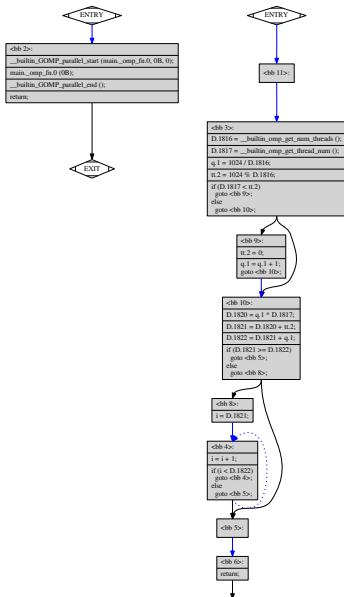 ENTRY
<bb 2>:
__builtin_GOMP_parallel_start (main._omp_fn.0, 0B, 0);
main._omp_fn.0 (0B);
__builtin_GOMP_parallel_end ();
return;
EXIT
ENTRY
<bb 11>:
<bb 3>:
D.1816 = __builtin_omp_get_num_threads ();
D.1817 = __builtin_omp_get_thread_num ();
q.1 = 1024 / D.1816;
tt.2 = 1024 % D.1816;
if (D.1817 < tt.2)
goto <bb 9>;
else
goto <bb 10>;
<bb 9>:
tt.2 = 0;
q.1 = q.1 + 1;
goto <bb 10>;
<bb 10>:
D.1820 = q.1 * D.1817;
D.1821 = D.1820 + tt.2;
D.1822 = D.1821 + q.1;
if (D.1821 >= D.1822)
goto <bb 5>;
else
goto <bb 8>;
<bb 8>:
i = D.1821;
<bb 4>:
i = i + 1;
if (i < D.1822)
goto <bb 4>;
else
goto <bb 5>;
<bb 5>:
<bb 6>:
return;